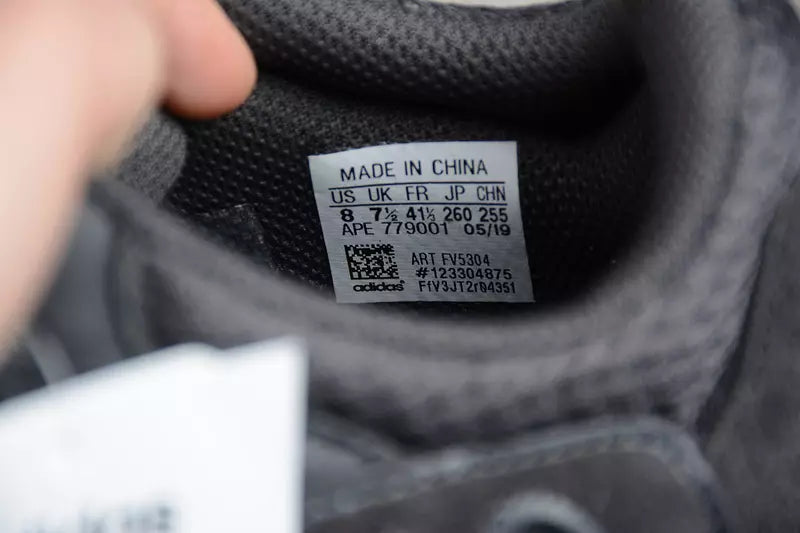 MADE IN CHINA
US UK FR JP CHN
8 7½ 41⅓ 260 255
APE 779001 05/19
ART FV5304
#123304875
adidas FfV3JT2r04351